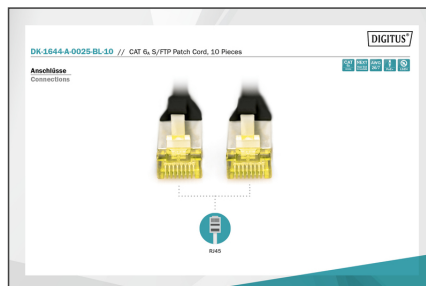 DIGITUS®
DK-1644-A-0025-BL-10 // CAT 6A S/FTP Patch Cord, 10 Pieces
Anschlüsse
Connections
RJ45